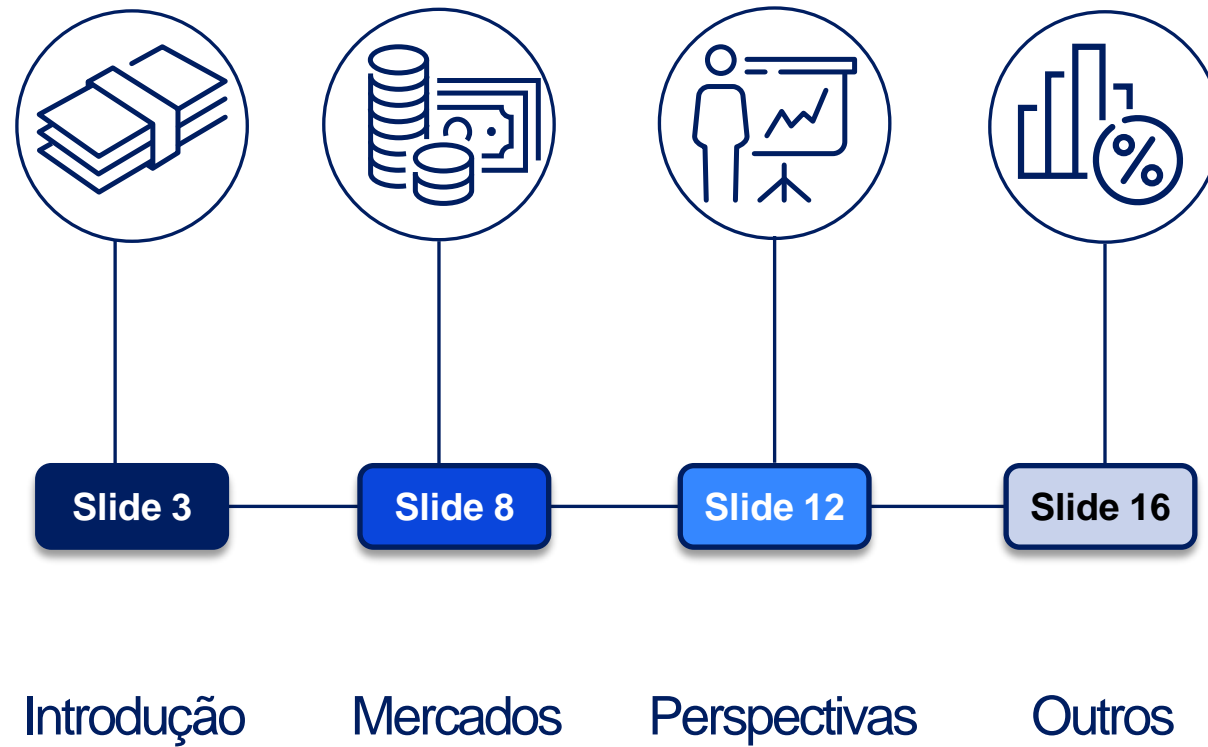 Slide 3
Slide 8
Slide 12
Slide 16
Introdução
Mercados
Perspectivas
Outros